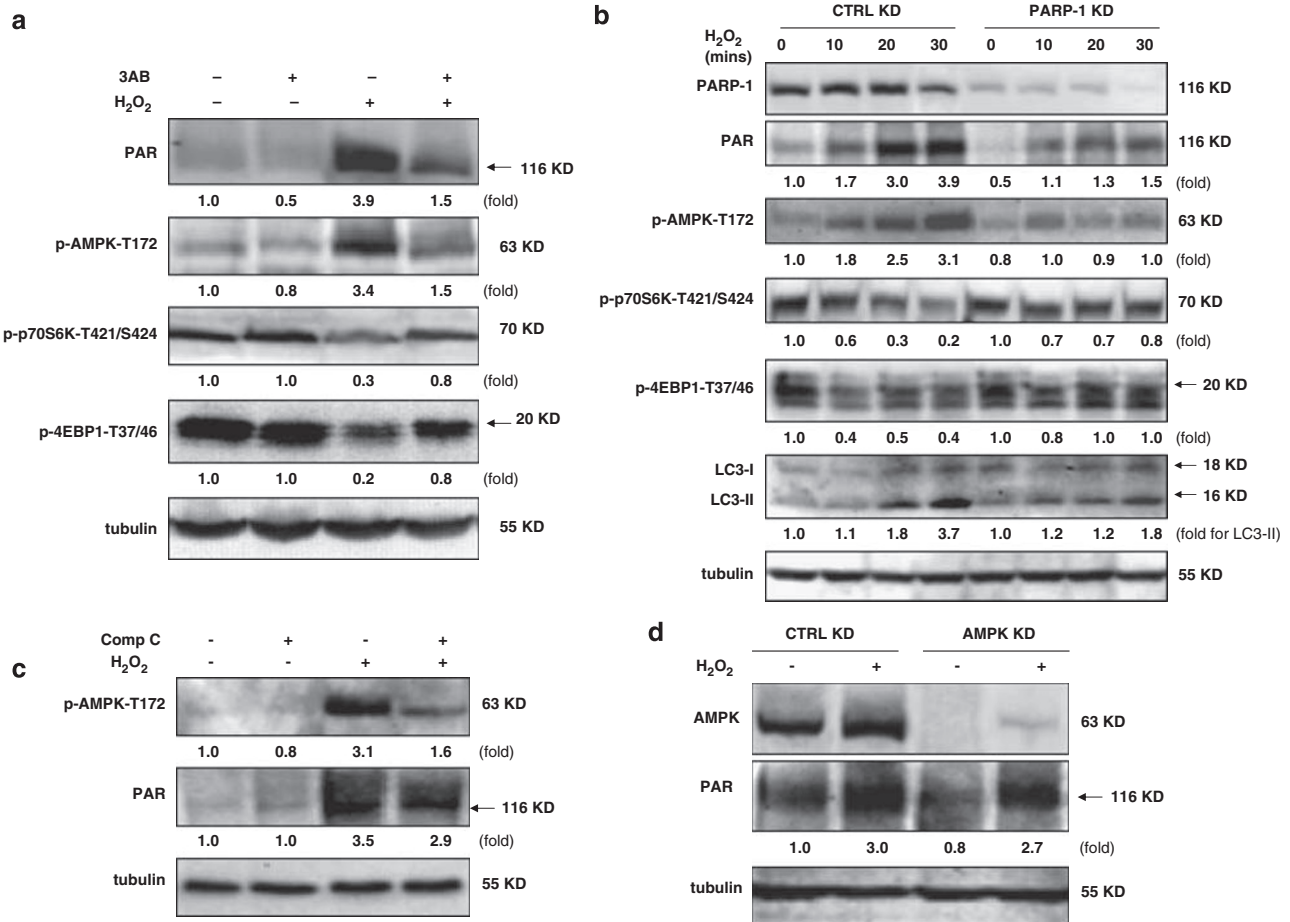 a
3AB – + – +
H2O2 – – + +
PAR
116 KD
1.0 0.5 3.9 1.5 (fold)
p-AMPK-T172 63 KD
1.0 0.8 3.4 1.5 (fold)
p-p70S6K-T421/S424 70 KD
1.0 1.0 0.3 0.8 (fold)
p-4EBP1-T37/46 20 KD
1.0 1.0 0.2 0.8 (fold)
tubulin 55 KD
b
CTRL KD PARP-1 KD
H2O2 (mins) 0 10 20 30 0 10 20 30
PARP-1 116 KD
PAR 116 KD
1.0 1.7 3.0 3.9 0.5 1.1 1.3 1.5 (fold)
p-AMPK-T172 63 KD
1.0 1.8 2.5 3.1 0.8 1.0 0.9 1.0 (fold)
p-p70S6K-T421/S424 70 KD
1.0 0.6 0.3 0.2 1.0 0.7 0.7 0.8 (fold)
p-4EBP1-T37/46 20 KD
1.0 0.4 0.5 0.4 1.0 0.8 1.0 1.0 (fold)
LC3-I 18 KD
LC3-II 16 KD
1.0 1.1 1.8 3.7 1.0 1.2 1.2 1.8 (fold for LC3-II)
tubulin 55 KD
c
Comp C - + - +
H2O2 - - + +
p-AMPK-T172 63 KD
1.0 0.8 3.1 1.6 (fold)
PAR 116 KD
1.0 1.0 3.5 2.9 (fold)
tubulin 55 KD
d
CTRL KD AMPK KD
H2O2 - + - +
AMPK 63 KD
PAR 116 KD
1.0 3.0 0.8 2.7 (fold)
tubulin 55 KD